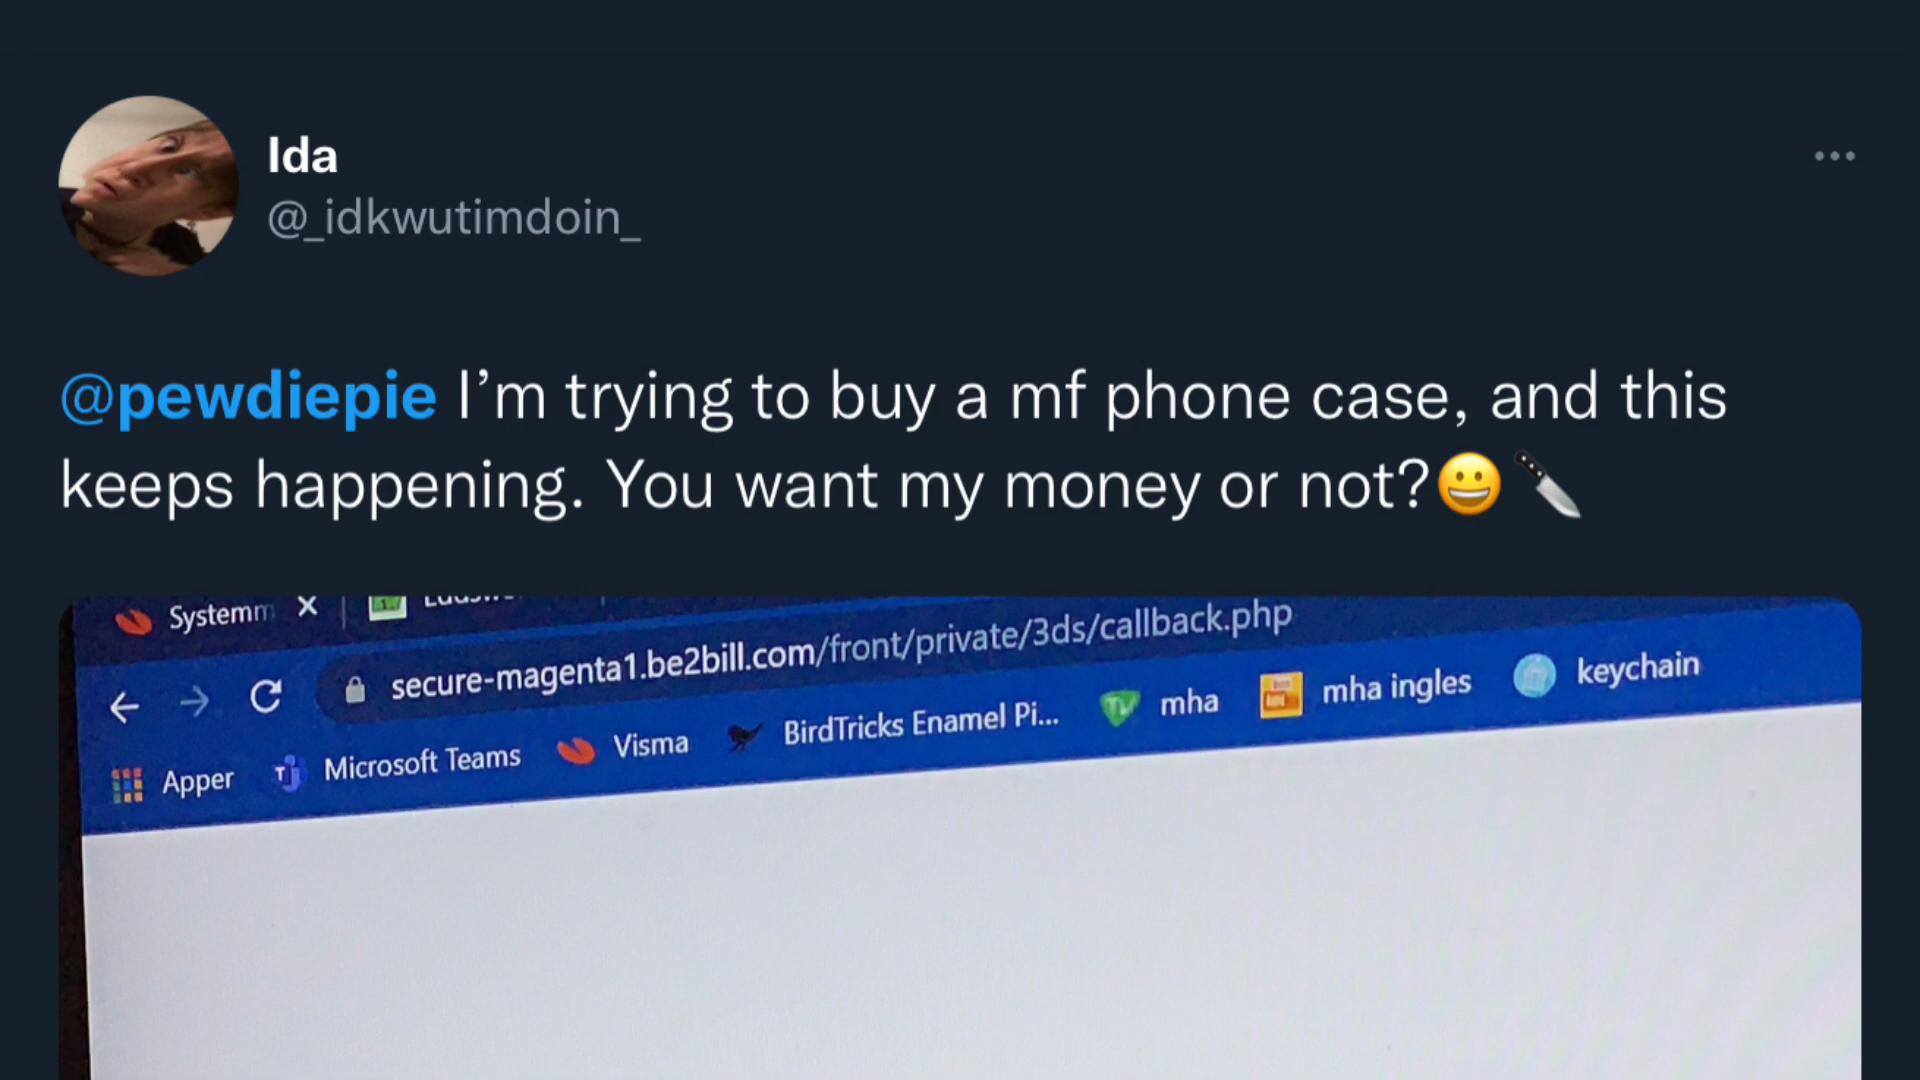 Ida
@_idkwutimdoin_
@pewdiepie I’m trying to buy a mf phone case, and this
keeps happening. You want my money or not?😀🔪
Systemm
secure-magenta1.be2bill.com/front/private/3ds/callback.php
Apper Microsoft Teams Visma BirdTricks Enamel Pi... mha mha ingles keychain